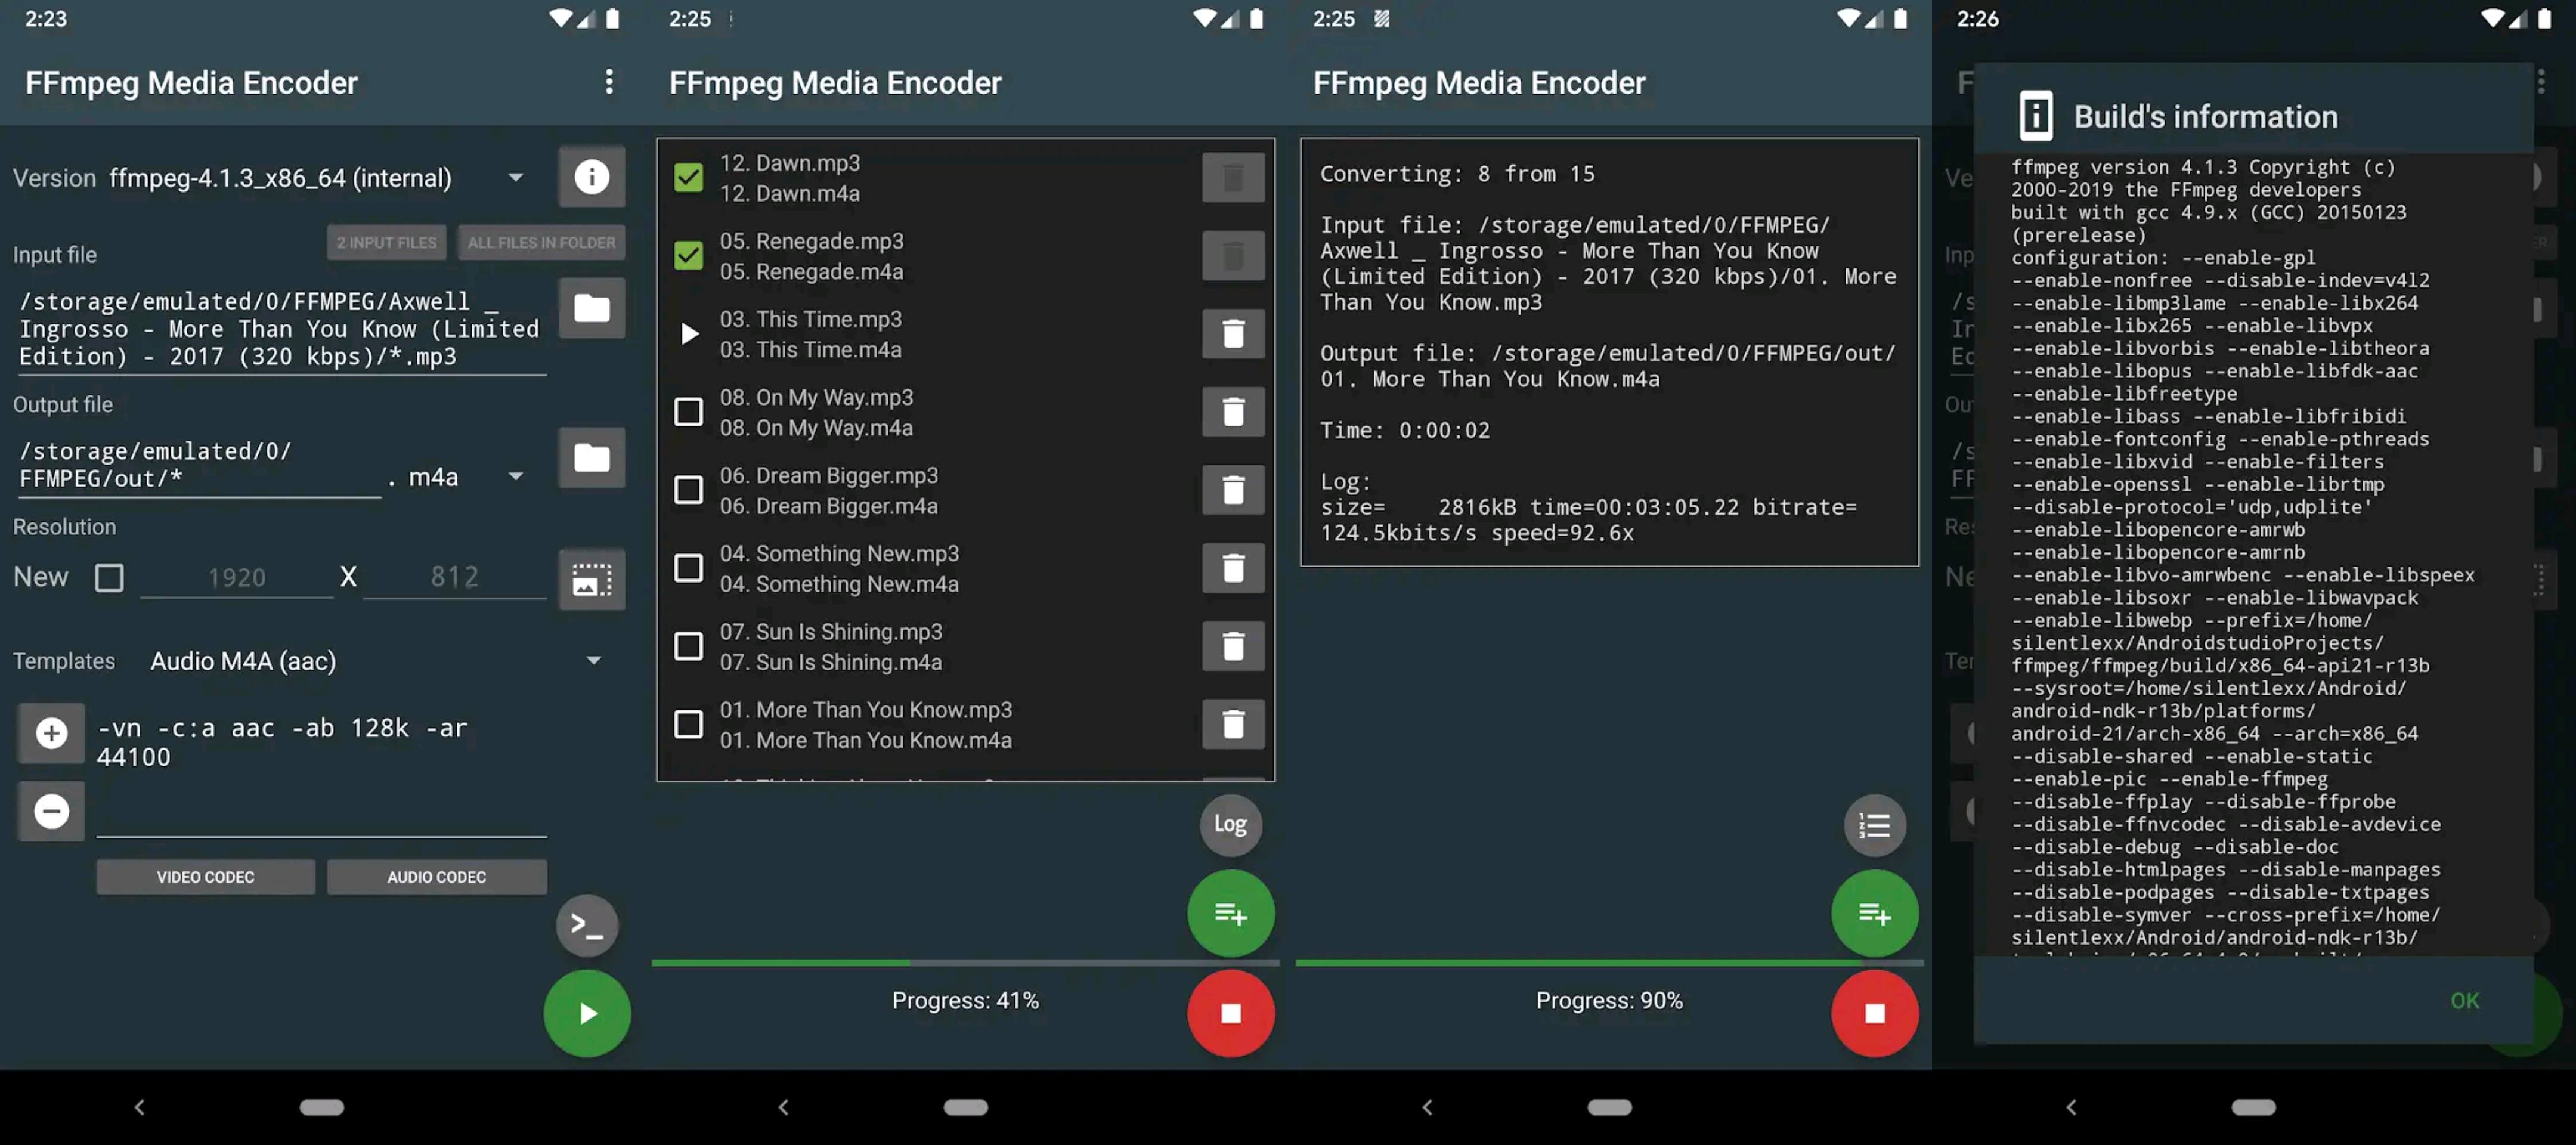 2:23
FFmpeg Media Encoder
Version ffmpeg-4.1.3_x86_64 (internal)
2 INPUT FILES ALL FILES IN FOLDER
Input file
/storage/emulated/0/FFMPEG/Axwell _
Ingrosso - More Than You Know (Limited
Edition) - 2017 (320 kbps)/*.mp3
Output file
/storage/emulated/0/
FFMPEG/out/* . m4a
Resolution
New 1920 X 812
Templates Audio M4A (aac)
-vn -c:a aac -ab 128k -ar
44100
VIDEO CODEC AUDIO CODEC
>_
2:25
FFmpeg Media Encoder
12. Dawn.mp3
12. Dawn.m4a
05. Renegade.mp3
05. Renegade.m4a
03. This Time.mp3
03. This Time.m4a
08. On My Way.mp3
08. On My Way.m4a
06. Dream Bigger.mp3
06. Dream Bigger.m4a
04. Something New.mp3
04. Something New.m4a
07. Sun Is Shining.mp3
07. Sun Is Shining.m4a
01. More Than You Know.mp3
01. More Than You Know.m4a
Log
Progress: 41%
2:25
FFmpeg Media Encoder
Converting: 8 from 15
Input file: /storage/emulated/0/FFMPEG/
Axwell _ Ingrosso - More Than You Know
(Limited Edition) - 2017 (320 kbps)/01. More
Than You Know.mp3
Output file: /storage/emulated/0/FFMPEG/out/
01. More Than You Know.m4a
Time: 0:00:02
Log:
size= 2816kB time=00:03:05.22 bitrate=
124.5kbits/s speed=92.6x
Progress: 90%
2:26
Build's information
ffmpeg version 4.1.3 Copyright (c)
2000-2019 the FFmpeg developers
built with gcc 4.9.x (GCC) 20150123
(prerelease)
configuration: --enable-gpl
--enable-nonfree --disable-indev=v4l2
--enable-libmp3lame --enable-libx264
--enable-libx265 --enable-libvpx
--enable-libvorbis --enable-libtheora
--enable-libopus --enable-libfdk-aac
--enable-libfreetype
--enable-libass --enable-libfribidi
--enable-fontconfig --enable-pthreads
--enable-libxvid --enable-filters
--enable-openssl --enable-librtmp
--disable-protocol='udp,udplite'
--enable-libopencore-amrwb
--enable-libopencore-amrnb
--enable-libvo-amrwbenc --enable-libspeex
--enable-libsoxr --enable-libwavpack
--enable-libwebp --prefix=/home/
silentlexx/AndroidstudioProjects/
ffmpeg/ffmpeg/build/x86_64-api21-r13b
--sysroot=/home/silentlexx/Android/
android-ndk-r13b/platforms/
android-21/arch-x86_64 --arch=x86_64
--disable-shared --enable-static
--enable-pic --enable-ffmpeg
--disable-ffplay --disable-ffprobe
--disable-ffnvcodec --disable-avdevice
--disable-debug --disable-doc
--disable-htmlpages --disable-manpages
--disable-podpages --disable-txtpages
--disable-symver --cross-prefix=/home/
silentlexx/Android/android-ndk-r13b/
OK